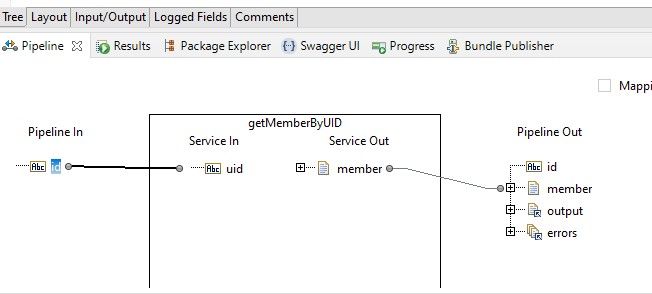 Tree Layout Input/Output Logged Fields Comments
Pipeline Results Package Explorer Swagger UI Progress Bundle Publisher
Mappi
getMemberByUID
Pipeline In Service In Service Out Pipeline Out
Abc id Abc uid member Abc id
member
output
errors